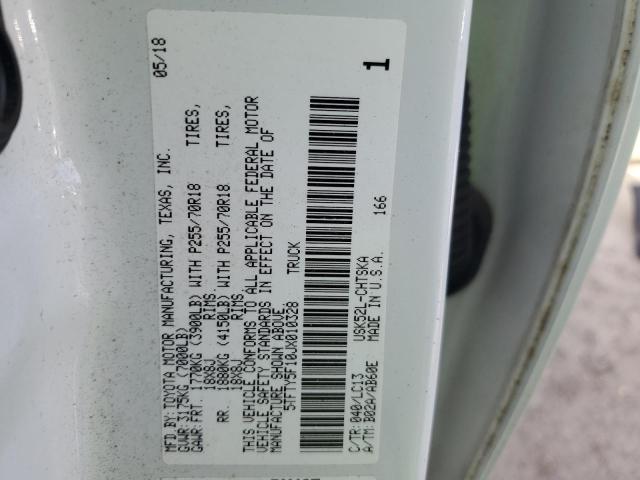 MFD BY: TOYOTA MOTOR MANUFACTURING, TEXAS, INC. 05/18
GVWR: 3175KG (7000LB)
GAWR: FRT. 1770KG (3900LB) WITH P255/70R18 TIRES,
18X8J RIMS
RR. 1880KG (4150LB) WITH P255/70R18 TIRES,
18X8J RIMS
THIS VEHICLE CONFORMS TO ALL APPLICABLE FEDERAL MOTOR
VEHICLE SAFETY STANDARDS IN EFFECT ON THE DATE OF
MANUFACTURE SHOWN ABOVE.
5TFTY5F10JX010328 TRUCK
C/TR: 040/LC13 USK52L-CHTSKA 166
A/TM: B02A/AB60E MADE IN U.S.A.
1